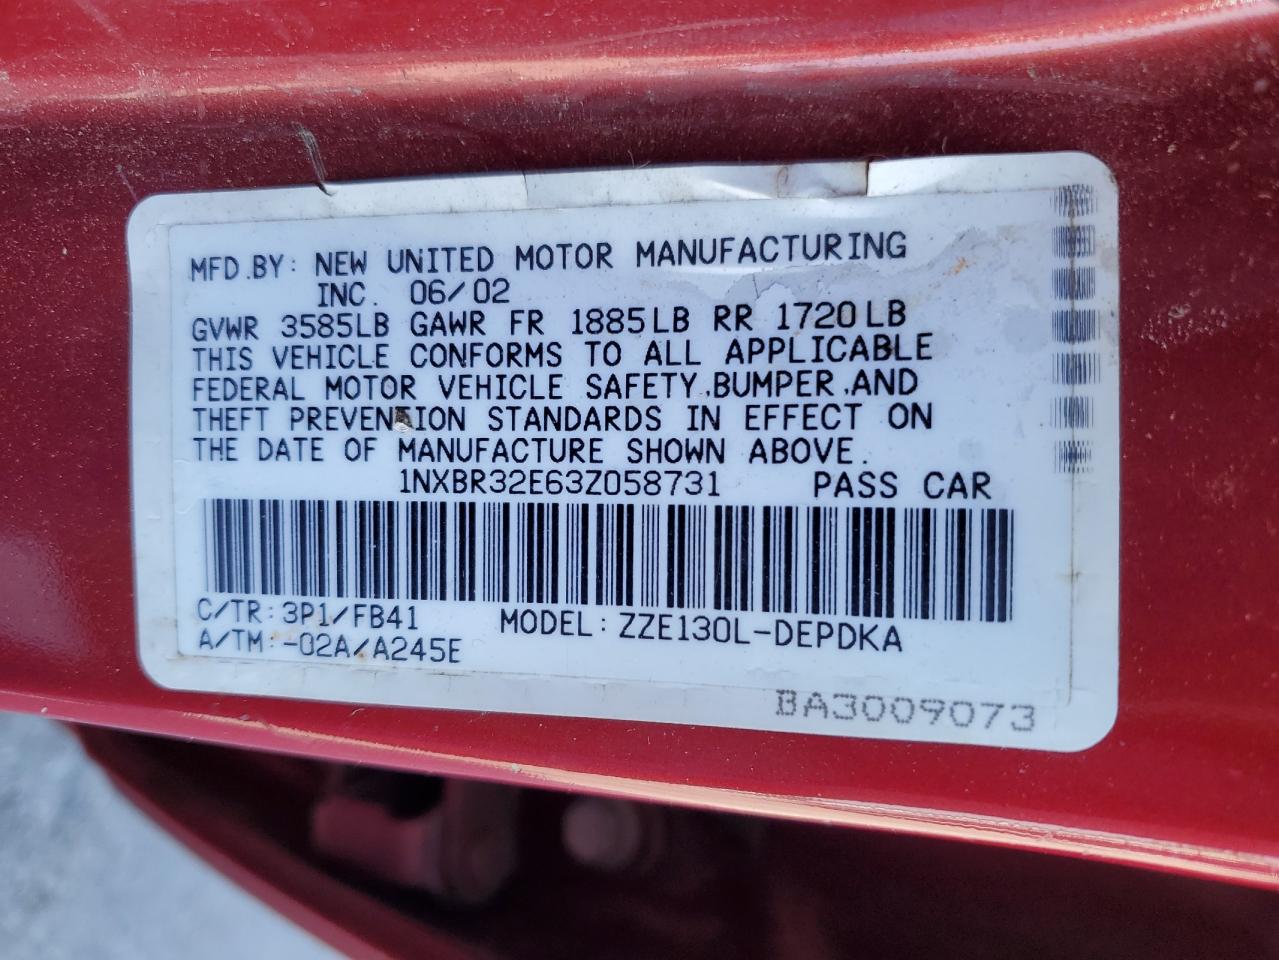 MFD.BY: NEW UNITED MOTOR MANUFACTURING
INC. 06/02
GVWR 3585LB GAWR FR 1885LB RR 1720LB
THIS VEHICLE CONFORMS TO ALL APPLICABLE
FEDERAL MOTOR VEHICLE SAFETY,BUMPER,AND
THEFT PREVENTION STANDARDS IN EFFECT ON
THE DATE OF MANUFACTURE SHOWN ABOVE.
1NXBR32E63Z058731 PASS CAR
C/TR:3P1/FB41 MODEL:ZZE130L-DEPDKA
A/TM:-02A/A245E
BA3009073